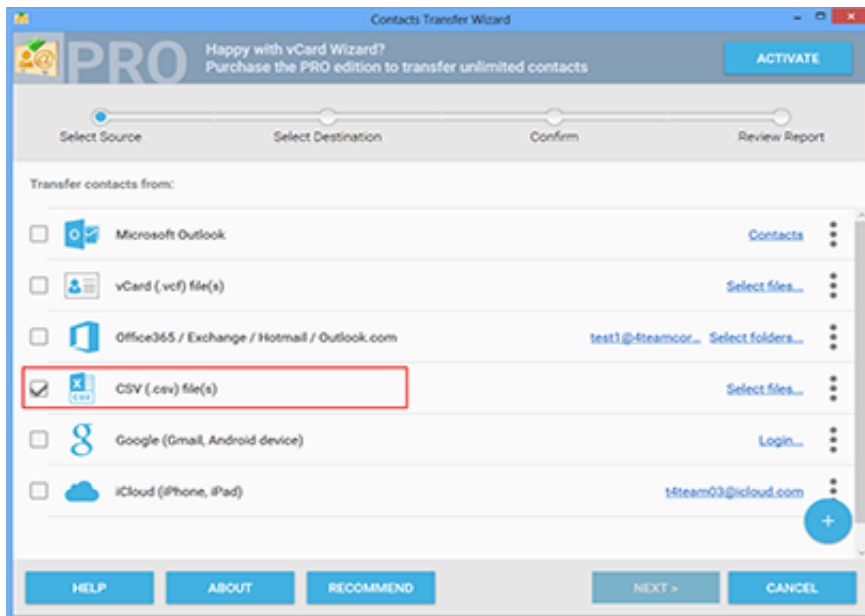 Contacts Transfer Wizard
PRO
Happy with vCard Wizard?
Purchase the PRO edition to transfer unlimited contacts
ACTIVATE
Select Source Select Destination Confirm Review Report
Transfer contacts from:
Microsoft Outlook Contacts
vCard (.vcf) file(s) Select files...
Office365 / Exchange / Hotmail / Outlook.com test1@4teamcor... Select folders...
X CSV CSV (.csv) file(s) Select files...
Google (Gmail, Android device) Login...
iCloud (iPhone, iPad) t4team03@icloud.com
HELP ABOUT RECOMMEND NEXT > CANCEL